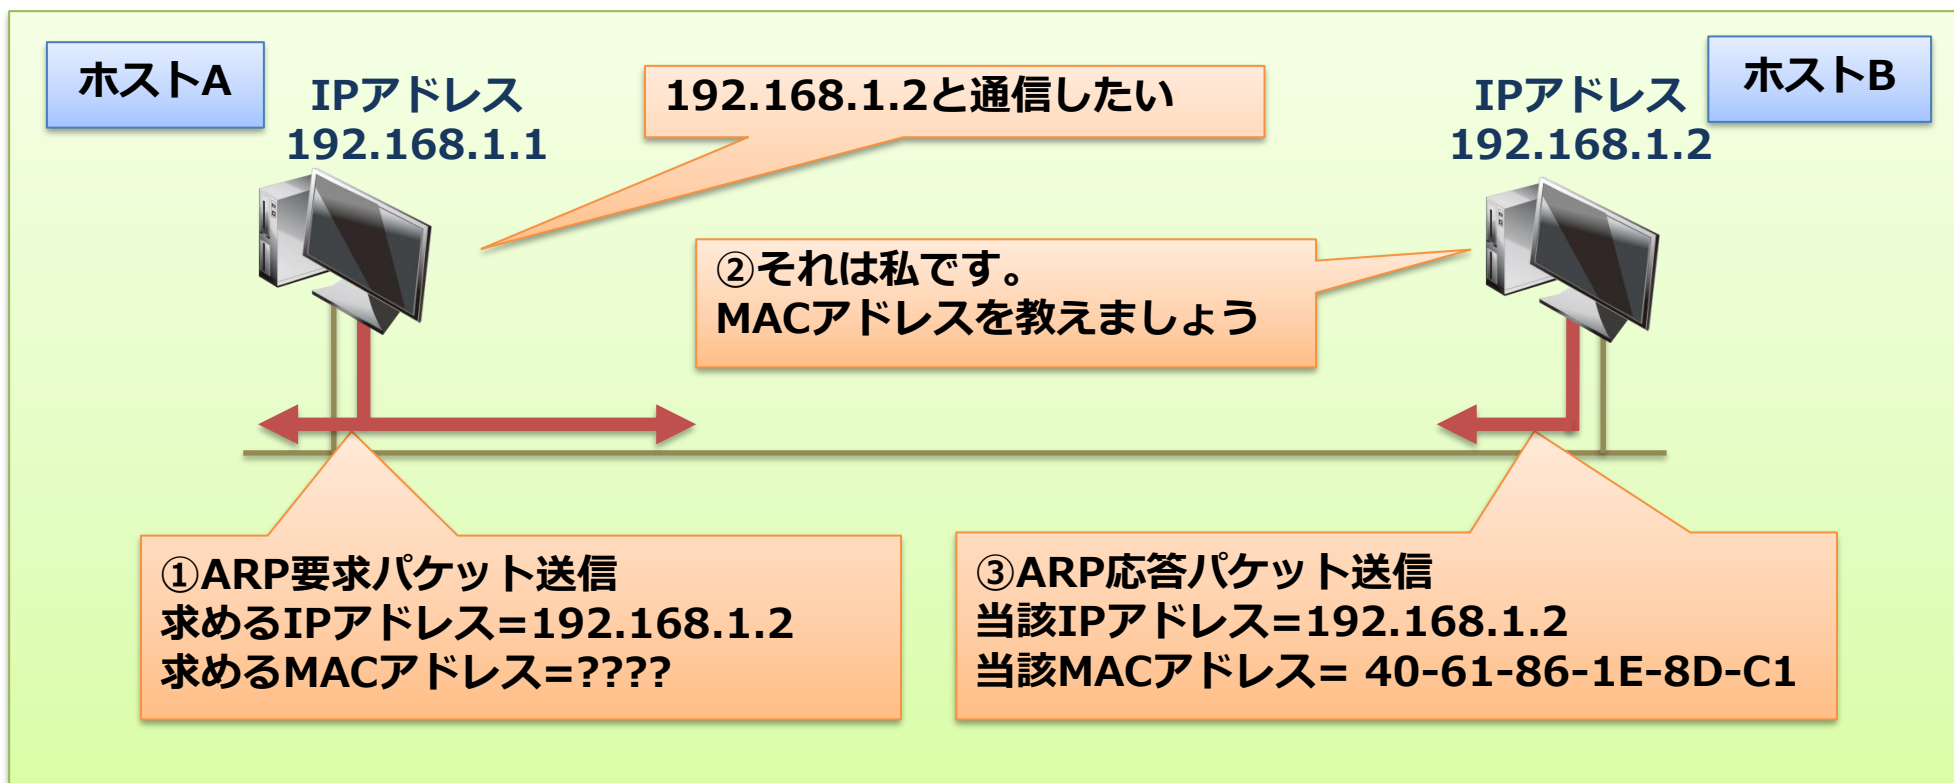 ホストA
IPアドレス
192.168.1.1
192.168.1.2と通信したい
IPアドレス
192.168.1.2
ホストB
②それは私です。
MACアドレスを教えましょう
①ARP要求パケット送信
求めるIPアドレス=192.168.1.2
求めるMACアドレス=????
③ARP応答パケット送信
当該IPアドレス=192.168.1.2
当該MACアドレス= 40-61-86-1E-8D-C1